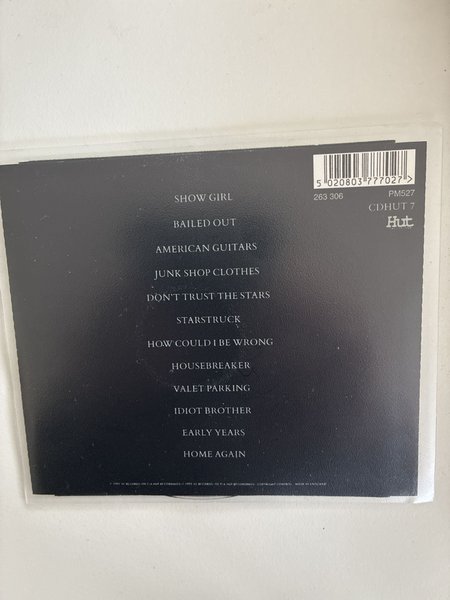 5 020803 777027 >
263 306 PM527
CDHUT 7
Hut
SHOW GIRL
BAILED OUT
AMERICAN GUITARS
JUNK SHOP CLOTHES
DON'T TRUST THE STARS
STARSTRUCK
HOW COULD I BE WRONG
HOUSEBREAKER
VALET PARKING
IDIOT BROTHER
EARLY YEARS
HOME AGAIN